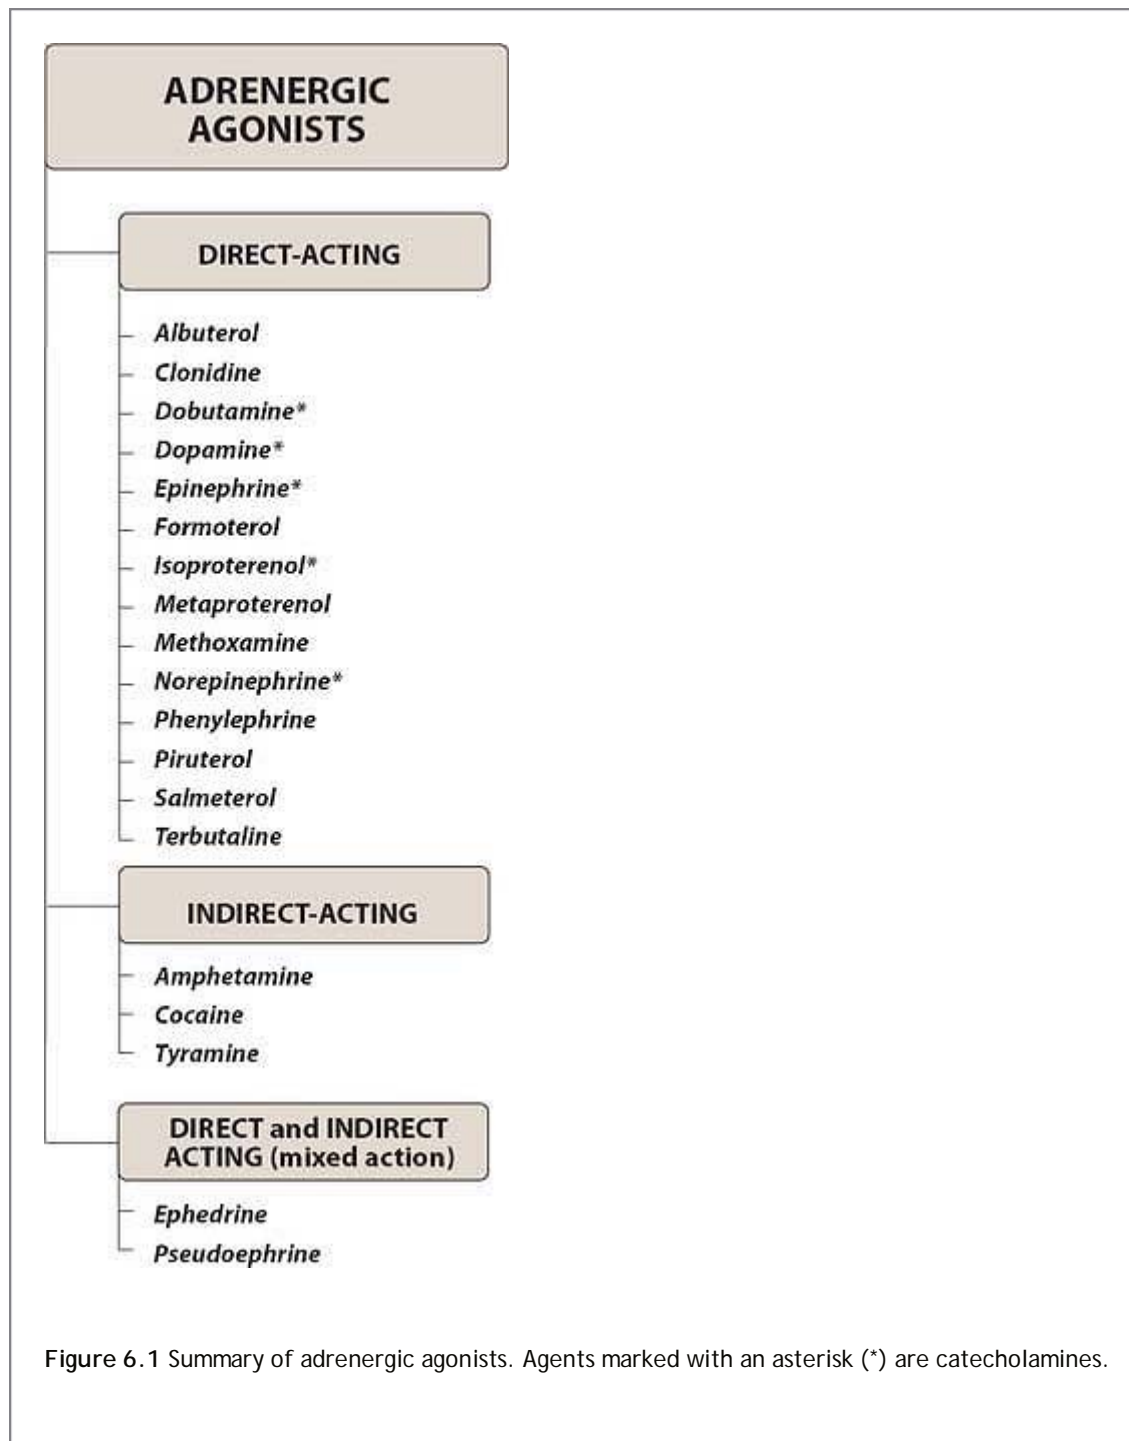 ADRENERGIC
AGONISTS
DIRECT-ACTING
Albuterol
Clonidine
Dobutamine*
Dopamine*
Epinephrine*
Formoterol
Isoproterenol*
Metaproterenol
Methoxamine
Norepinephrine*
Phenylephrine
Piruterol
Salmeterol
Terbutaline
INDIRECT-ACTING
Amphetamine
Cocaine
Tyramine
DIRECT and INDIRECT
ACTING (mixed action)
Ephedrine
Pseudoephrine
Figure 6.1 Summary of adrenergic agonists. Agents marked with an asterisk (*) are catecholamines.